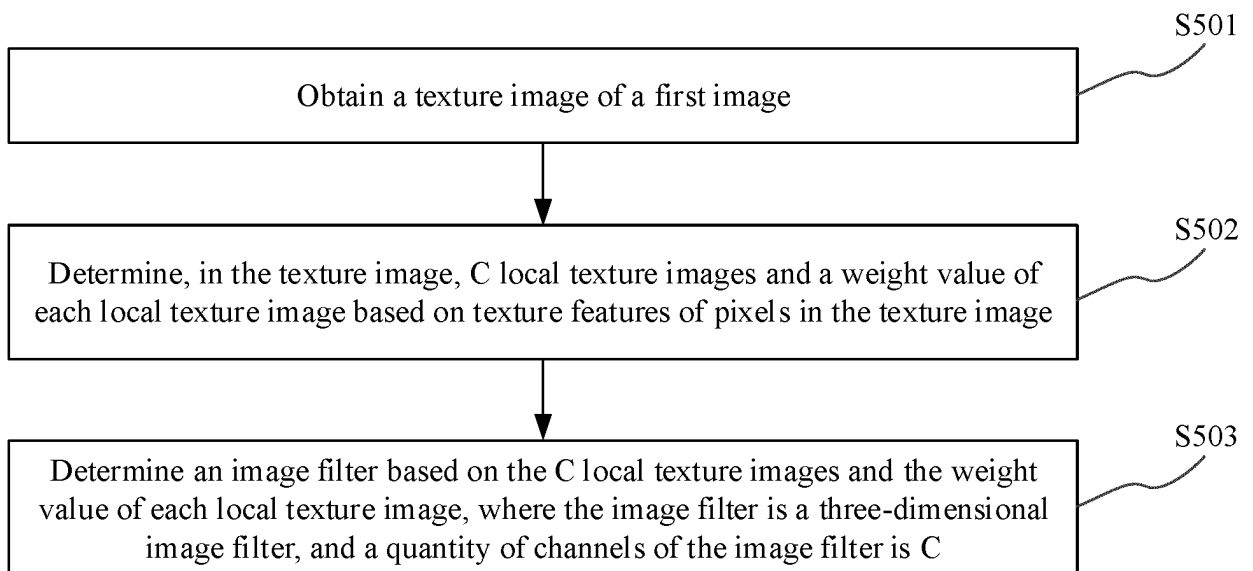 S501
Obtain a texture image of a first image
S502
Determine, in the texture image, C local texture images and a weight value of
each local texture image based on texture features of pixels in the texture image
S503
Determine an image filter based on the C local texture images and the weight
value of each local texture image, where the image filter is a three-dimensional
image filter, and a quantity of channels of the image filter is C